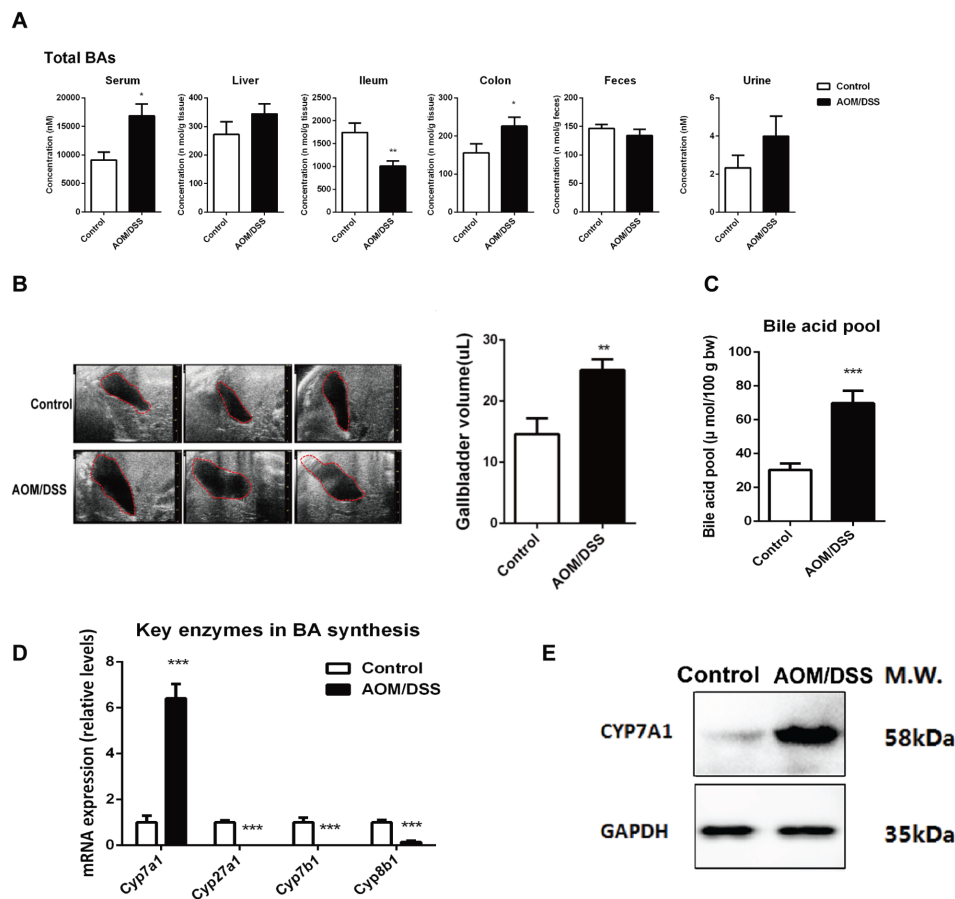 A
Total BAs
Serum
Liver
Ileum
Colon
Feces
Urine
Control
AOM/DSS
Concentration (nM)
20000
15000
10000
5000
0
*
Control
AOM/DSS
Concentration (n mol/g tissue)
400
300
200
100
0
Control
AOM/DSS
Concentration (n mol/g tissue)
2500
2000
1500
1000
500
0
**
Control
AOM/DSS
Concentration (n mol/g tissue)
400
300
200
100
0
*
Control
AOM/DSS
Concentration (n mol/g feces)
200
150
100
50
0
Control
AOM/DSS
Concentration (nM)
6
4
2
0
Control
AOM/DSS
B
Control
AOM/DSS
Gallbladder volume(uL)
30
20
10
0
**
Control
AOM/DSS
C
Bile acid pool
Bile acid pool (μ mol/100 g bw)
100
80
60
40
20
0
***
Control
AOM/DSS
D
Key enzymes in BA synthesis
mRNA expression (relative levels)
8
6
4
2
0
Control
AOM/DSS
***
***
***
***
Cyp7a1
Cyp27a1
Cyp7b1
Cyp8b1
E
Control AOM/DSS M.W.
CYP7A1 58kDa
GAPDH 35kDa